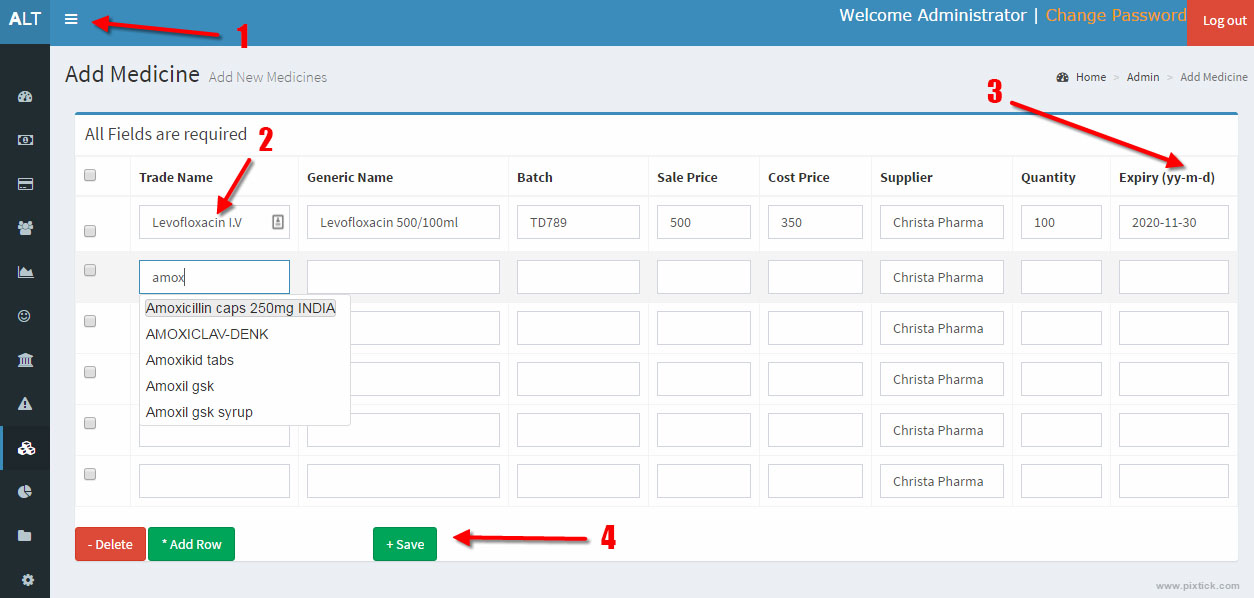 ALT
1
Welcome Administrator | Change Password
Log out
Add Medicine Add New Medicines
Home > Admin > Add Medicine
3
All Fields are required
2
Trade Name Generic Name Batch Sale Price Cost Price Supplier Quantity Expiry (yy-m-d)
Levofloxacin I.V Levofloxacin 500/100ml TD789 500 350 Christa Pharma 100 2020-11-30
amox Christa Pharma
Amoxicillin caps 250mg INDIA
Christa Pharma
AMOXICLAV-DENK
Amoxikid tabs
Christa Pharma
Amoxil gsk
Amoxil gsk syrup
Christa Pharma
Christa Pharma
- Delete * Add Row + Save
4
www.pixtick.com